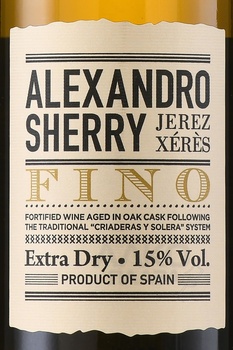 ALEXANDRO
SHERRY JEREZ
XÉRÈS
FINO
FORTIFIED WINE AGED IN OAK CASK FOLLOWING
THE TRADITIONAL “CRIADERAS Y SOLERA” SYSTEM
Extra Dry • 15% Vol.
PRODUCT OF SPAIN